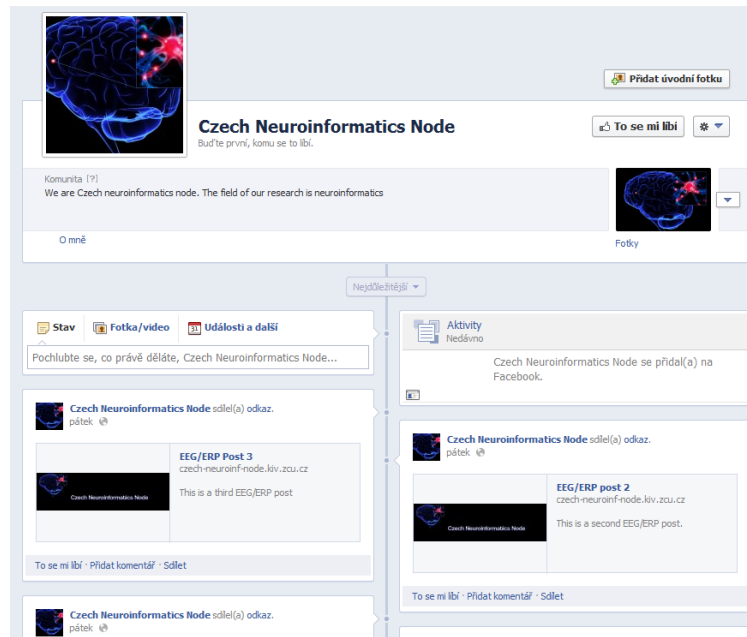 Přidat úvodní fotku
Czech Neuroinformatics Node
Buďte první, komu se to líbí.
To se mi líbí
Komunita [?]
We are Czech neuroinformatics node. The field of our research is neuroinformatics
O mně
Fotky
Nejdůležitější
Stav
Fotka/video
31
Události a další
Pochlubte se, co právě děláte, Czech Neuroinformatics Node...
Aktivity
Nedávno
Czech Neuroinformatics Node se přidal(a) na
Facebook.
Czech Neuroinformatics Node sdílel(a) odkaz.
pátek
EEG/ERP Post 3
czech-neuroinf-node.kiv.zcu.cz
This is a third EEG/ERP post
Czech Neuroinformatics Node
To se mi líbí · Přidat komentář · Sdílet
Czech Neuroinformatics Node sdílel(a) odkaz.
pátek
EEG/ERP post 2
czech-neuroinf-node.kiv.zcu.cz
This is a second EEG/ERP post.
Czech Neuroinformatics Node
To se mi líbí · Přidat komentář · Sdílet
Czech Neuroinformatics Node sdílel(a) odkaz.
pátek